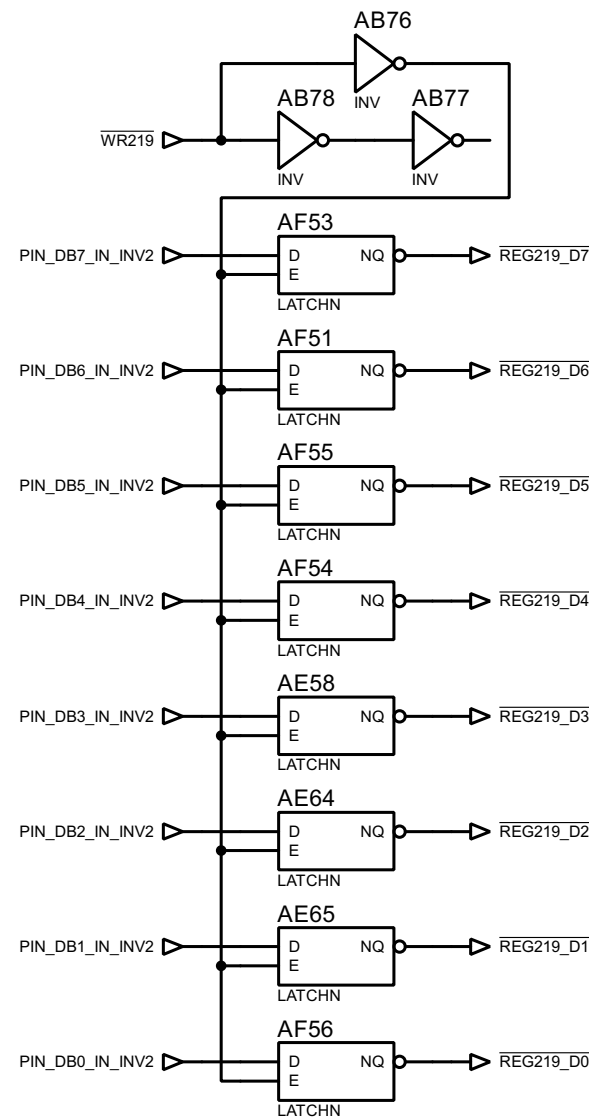 AB76
INV
AB78 AB77
WR219
INV INV
AF53
PIN_DB7_IN_INV2 D NQ REG219_D7
E
LATCHN
AF51
PIN_DB6_IN_INV2 D NQ REG219_D6
E
LATCHN
AF55
PIN_DB5_IN_INV2 D NQ REG219_D5
E
LATCHN
AF54
PIN_DB4_IN_INV2 D NQ REG219_D4
E
LATCHN
AE58
PIN_DB3_IN_INV2 D NQ REG219_D3
E
LATCHN
AE64
PIN_DB2_IN_INV2 D NQ REG219_D2
E
LATCHN
AE65
PIN_DB1_IN_INV2 D NQ REG219_D1
E
LATCHN
AF56
PIN_DB0_IN_INV2 D NQ REG219_D0
E
LATCHN